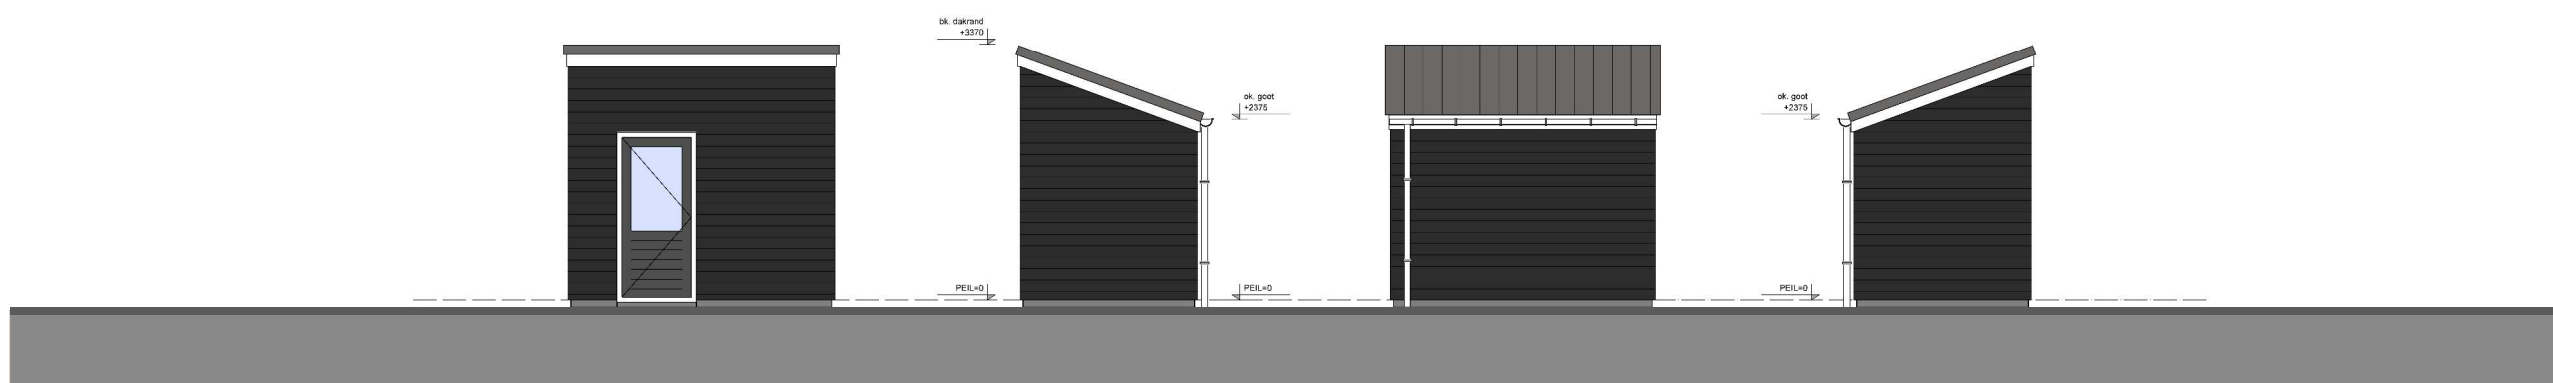 bk. dakrand
+3370
ok. goot
+2375
ok. goot
+2375
PEIL=0
PEIL=0
PEIL=0